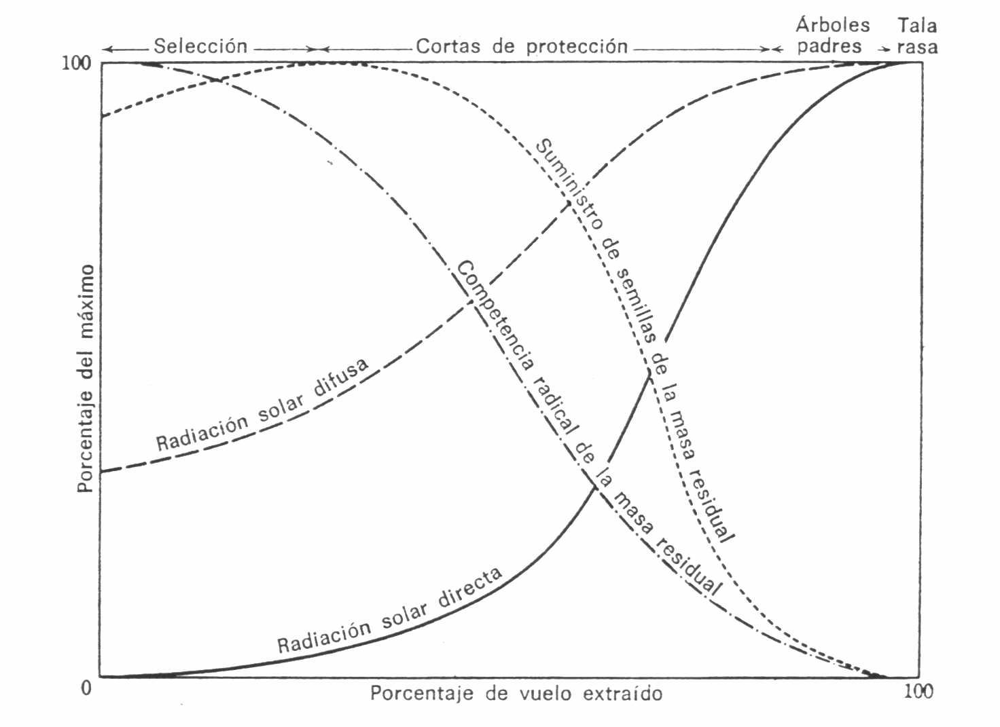 Árboles Tala
Selección Cortas de protección padres rasa
100
Suministro de semillas de la masa residual
Competencia radical de la masa residual
Radiación solar difusa
Radiación solar directa
Porcentaje del máximo
0
Porcentaje de vuelo extraído
100